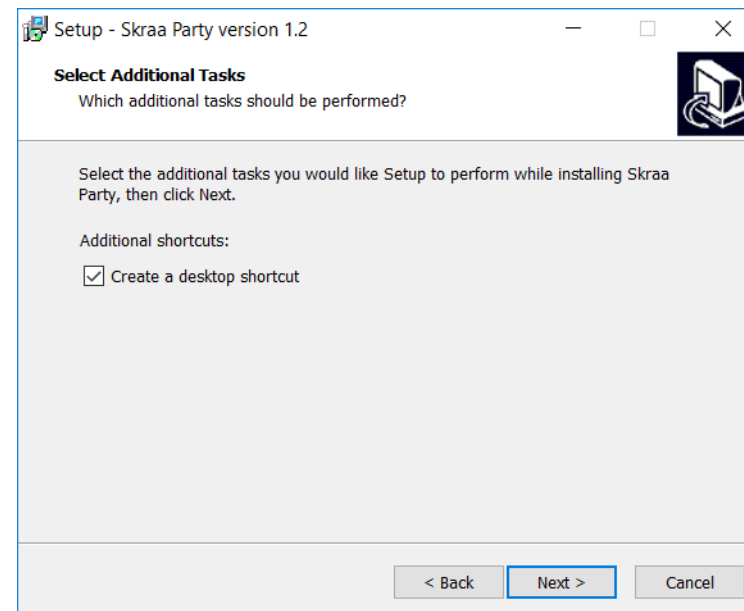 Setup - Skraa Party version 1.2
Select Additional Tasks
Which additional tasks should be performed?
Select the additional tasks you would like Setup to perform while installing Skraa
Party, then click Next.
Additional shortcuts:
Create a desktop shortcut
< Back
Next >
Cancel